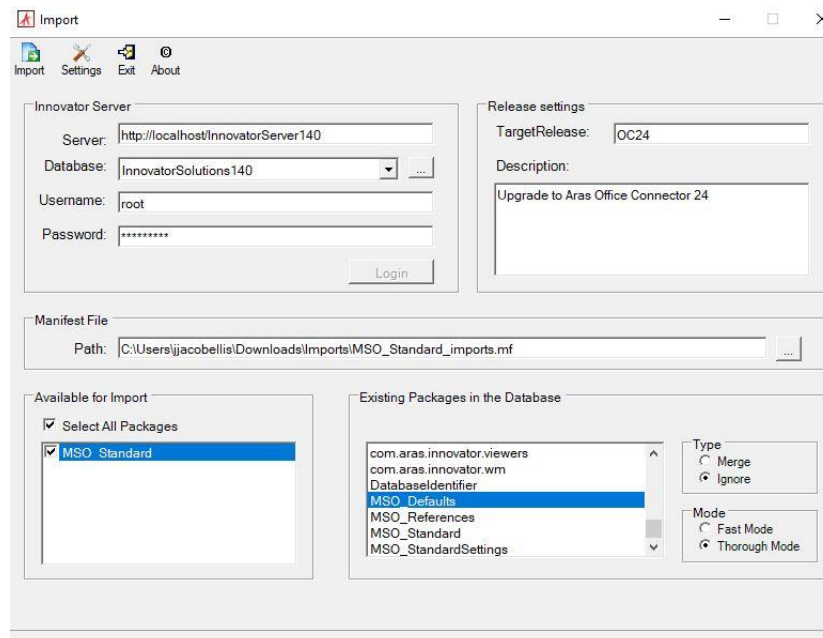 Import
Import Settings Exit About
Innovator Server
Server: http://localhost/InnovatorServer140
Database: InnovatorSolutions140 ...
Username: root
Password: *********
Login
Release settings
TargetRelease: OC24
Description:
Upgrade to Aras Office Connector 24
Manifest File
Path: C:\Users\jjacobellis\Downloads\Imports\MSO_Standard_imports.mf ...
Available for Import
Select All Packages
MSO_Standard
Existing Packages in the Database
com.aras.innovator.viewers
com.aras.innovator.wm
DatabaseIdentifier
MSO_Defaults
MSO_References
MSO_Standard
MSO_StandardSettings
Type
Merge
Ignore
Mode
Fast Mode
Thorough Mode